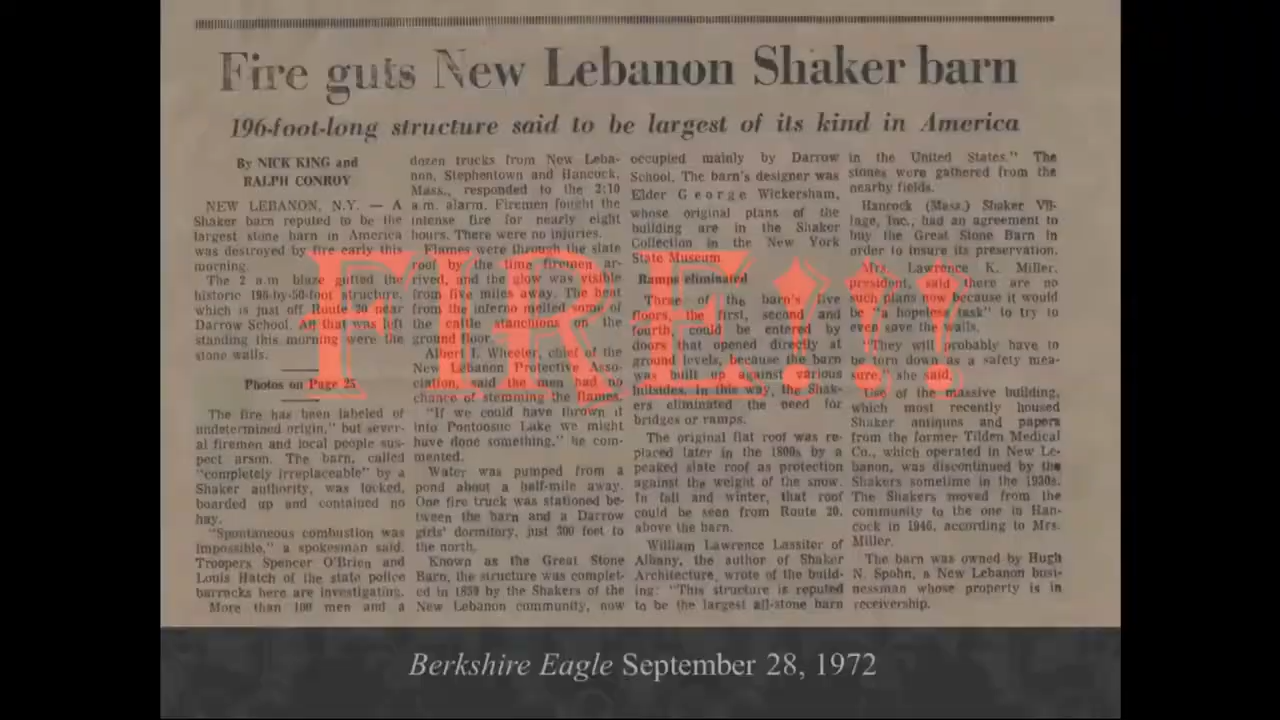 Fire guts New Lebanon Shaker barn
196-foot-long structure said to be largest of its kind in America
By NICK KING and
RALPH CONROY
NEW LEBANON, N.Y. — A
Shaker barn reputed to be the
largest stone barn in America
was destroyed by fire early this
morning.
The 2 a.m blaze gutted the
historic 196-by-50-foot structure,
which is just off Route 20 near
Darrow School. All that was left
standing this morning were the
stone walls.
Photos on Page 25
The fire has been labeled of
undetermined origin," but sever-
al firemen and local people sus-
pect arson. The barn, called
"completely irreplaceable" by a
Shaker authority, was locked,
boarded up and contained no
hay.
"Spontaneous combustion was
impossible," a spokesman said.
Troopers Spencer O'Brien and
Louis Hatch of the state police
barracks here are investigating.
More than 100 men and a
dozen trucks from New Leba-
non, Stephentown and Hancock,
Mass., responded to the 2:10
a.m. alarm. Firemen fought the
intense fire for nearly eight
hours. There were no injuries.
Flames were through the slate
roof by the time firemen ar-
rived, and the glow was visible
from five miles away. The heat
from the inferno melted some of
the cattle stanchions on the
ground floor.
Albert I. Wheeler, chief of the
New Lebanon Protective Asso-
ciation, said the men had no
chance of stemming the flames.
"If we could have thrown it
into Pontoosuc Lake we might
have done something," he com-
mented.
Water was pumped from a
pond about a half-mile away.
One fire truck was stationed be-
tween the barn and a Darrow
girls' dormitory, just 300 feet to
the north.
Known as the Great Stone
Barn, the structure was complet-
ed in 1859 by the Shakers of the
New Lebanon community, now
occupied mainly by Darrow
School. The barn's designer was
Elder George Wickersham,
whose original plans of the
building are in the Shaker
Collection in the New York
State Museum.
Ramps eliminated
Three of the barn's five
floors, the first, second and
fourth, could be entered by
doors that opened directly at
ground levels, because the barn
was built up against various
hillsides. In this way, the Shak-
ers eliminated the need for
bridges or ramps.
The original flat roof was re-
placed later in the 1800s by a
peaked slate roof as protection
against the weight of the snow.
In fall and winter, that roof
could be seen from Route 20,
above the barn.
William Lawrence Lassiter of
Albany, the author of Shaker
Architecture, wrote of the build-
ing: "This structure is reputed
to be the largest all-stone barn
in the United States." The
stones were gathered from the
nearby fields.
Hancock (Mass.) Shaker Vil-
lage, Inc., had an agreement to
buy the Great Stone Barn in
order to insure its preservation.
Mrs. Lawrence K. Miller,
president, said there are no
such plans now because it would
be "a hopeless task" to try to
even save the walls.
"They will probably have to
be torn down as a safety mea-
sure," she said.
Use of the massive building,
which most recently housed
Shaker antiques and papers
from the former Tilden Medical
Co., which operated in New Le-
banon, was discontinued by the
Shakers sometime in the 1930s.
The Shakers moved from the
community to the one in Han-
cock in 1946, according to Mrs.
Miller.
The barn was owned by Hugh
N. Spohn, a New Lebanon busi-
nessman whose property is in
receivership.
FIRE!!!
Berkshire Eagle September 28, 1972